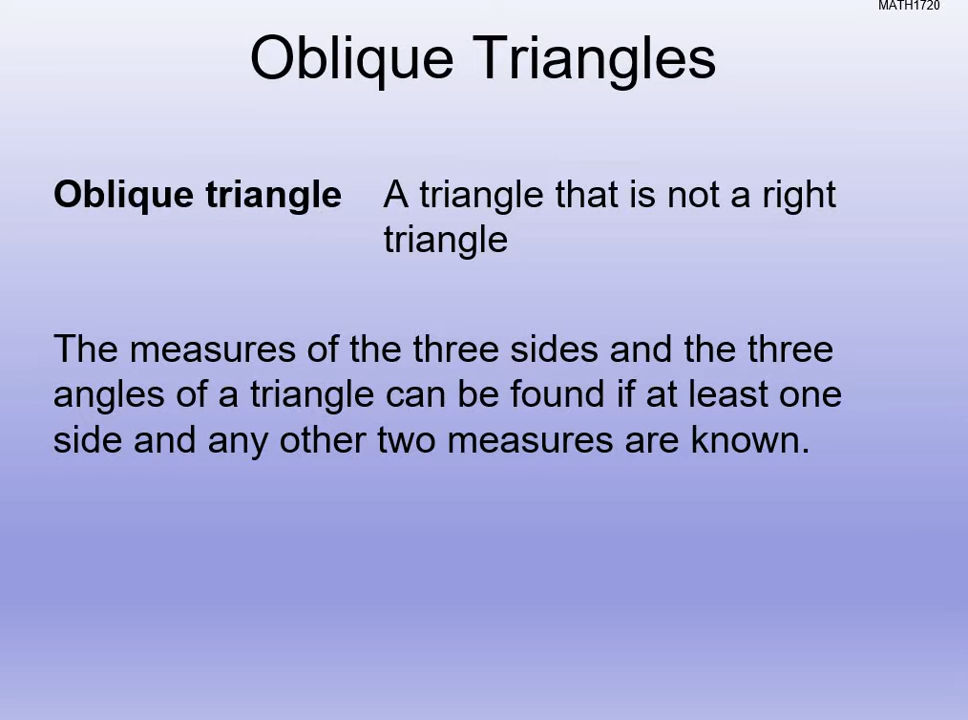 MATH1720
Oblique Triangles
Oblique triangle A triangle that is not a right
triangle
The measures of the three sides and the three
angles of a triangle can be found if at least one
side and any other two measures are known.